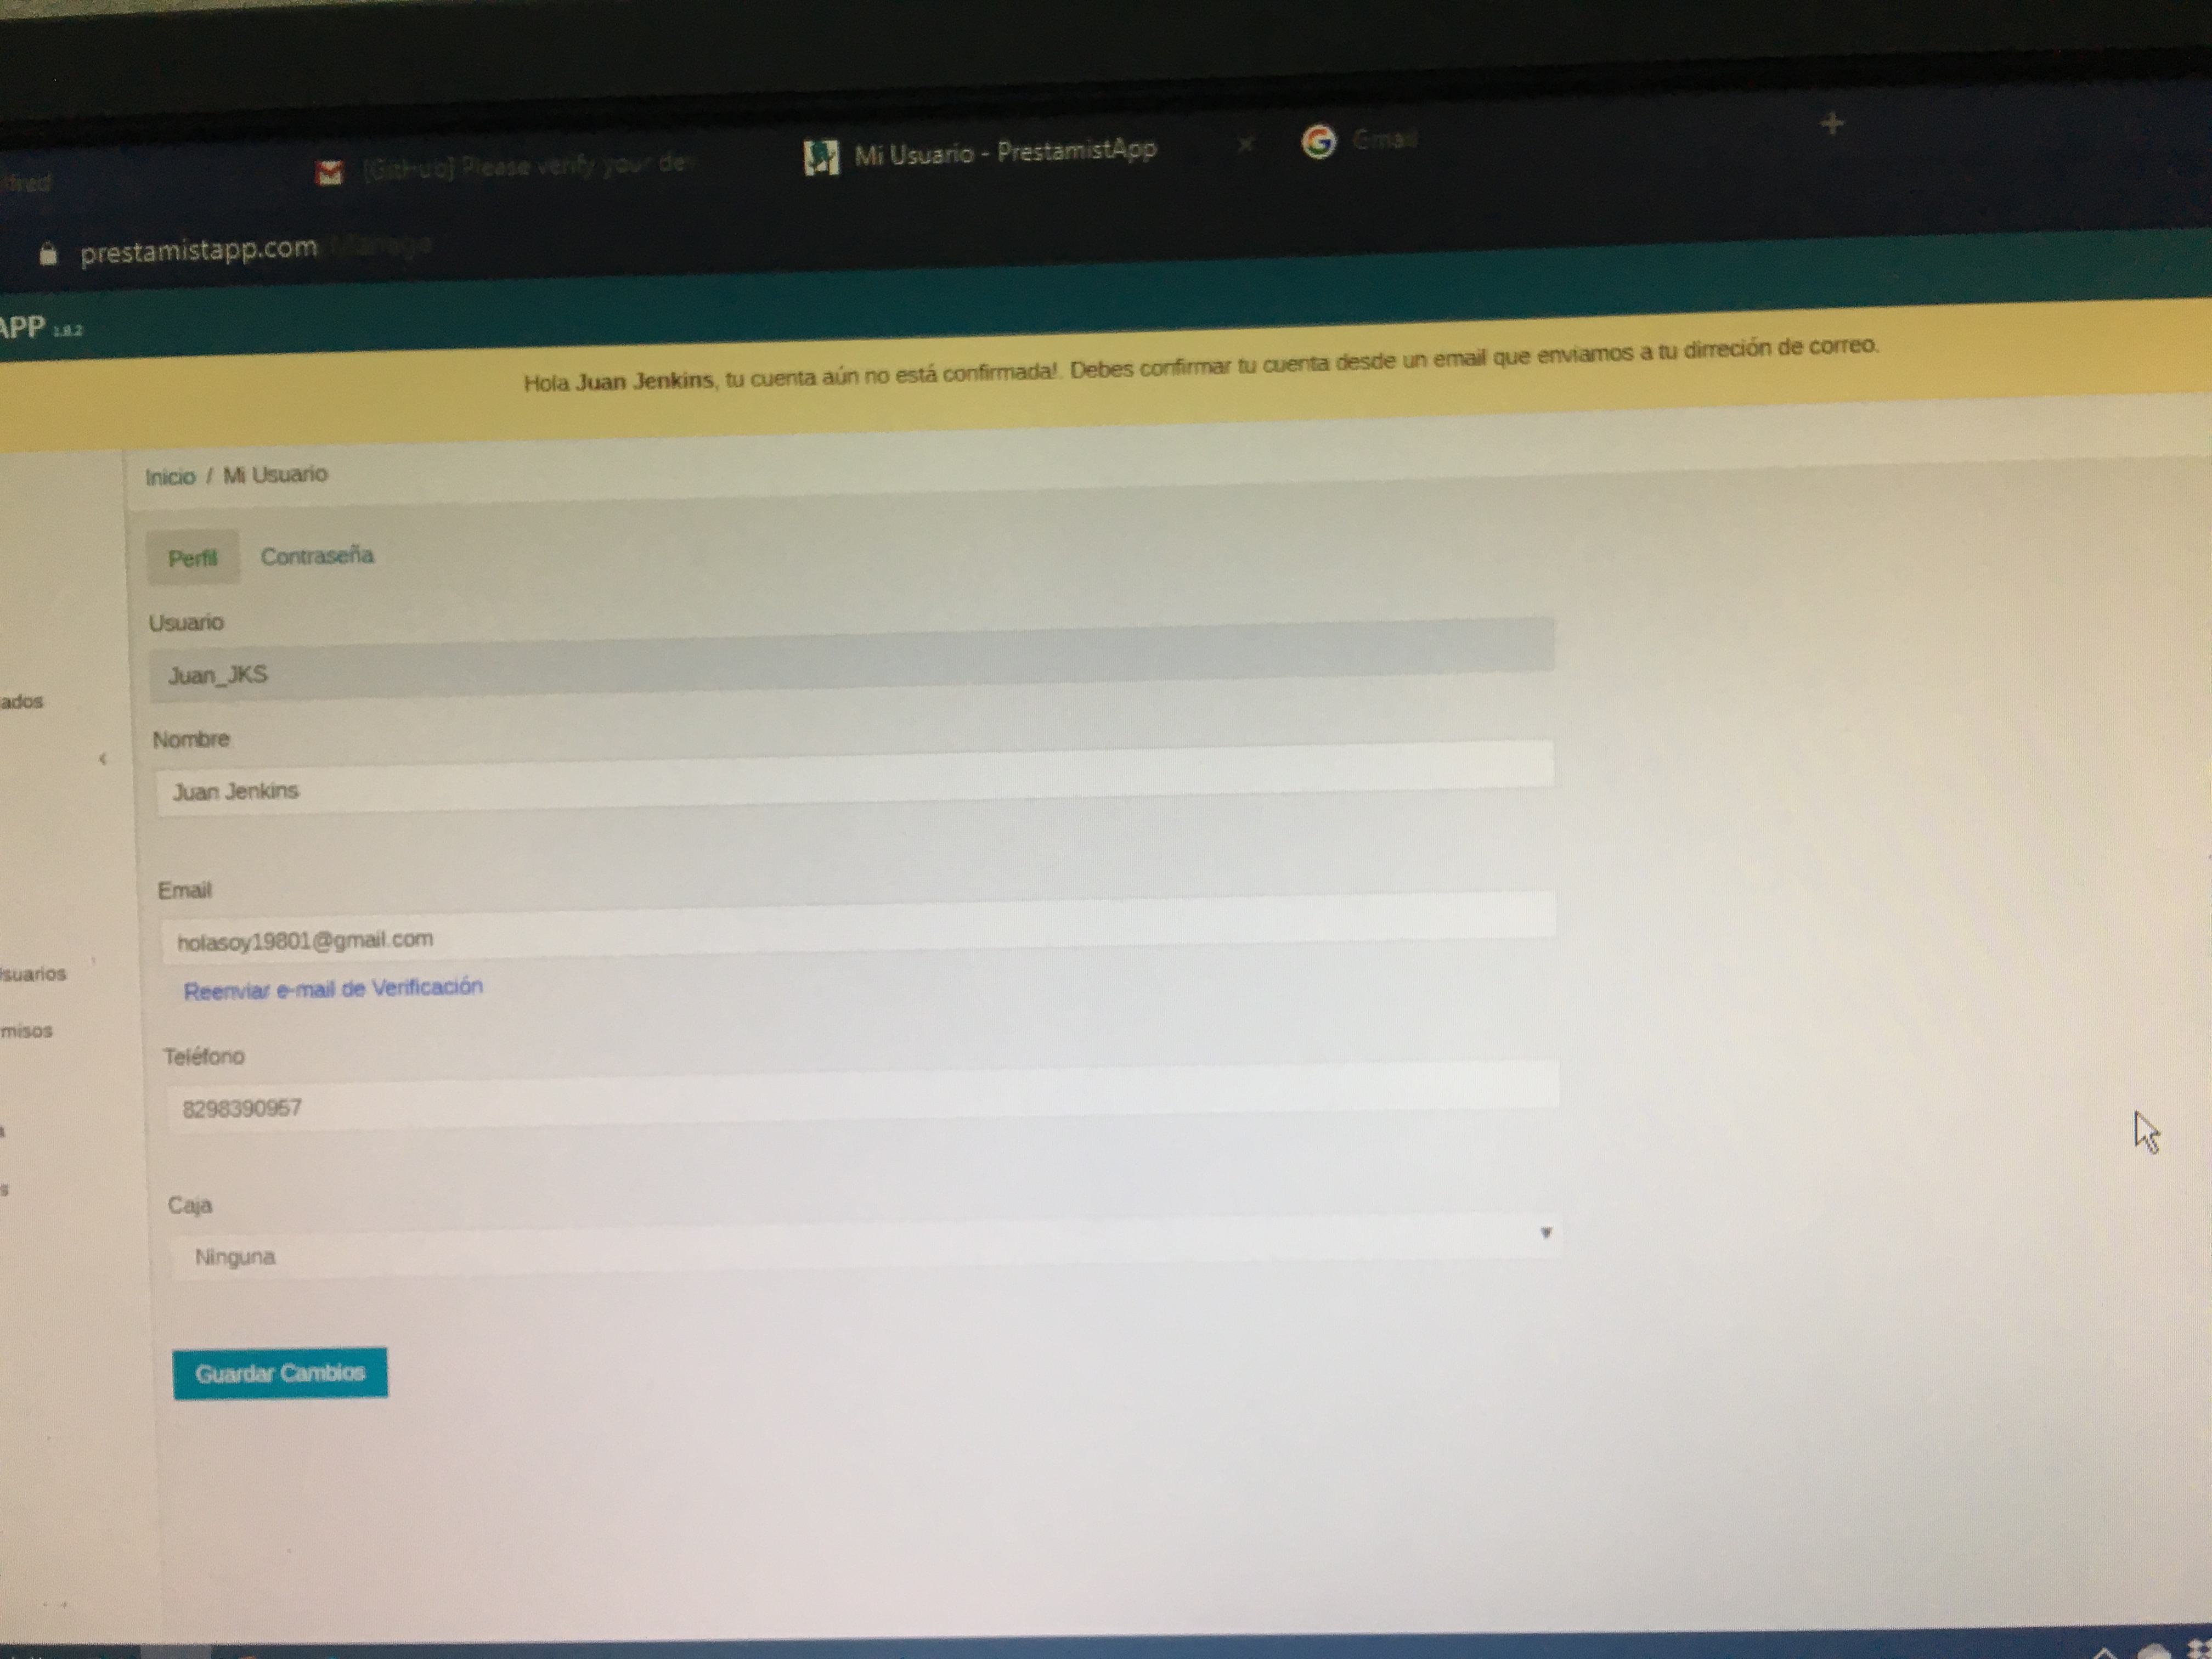 [GitHub] Please verify your de
Mi Usuario - PrestamistApp
Gmail
prestamistapp.com/Manage
APP 1.8.2
Hola Juan Jenkins, tu cuenta aún no está confirmada!. Debes confirmar tu cuenta desde un email que enviamos a tu dirreción de correo.
Inicio / Mi Usuario
Perfil Contraseña
Usuario
Juan_JKS
ados
Nombre
Juan Jenkins
Email
holasoy19801@gmail.com
suarios
Reenviar e-mail de Verificación
misos
Teléfono
8298390957
a
s
Caja
Ninguna
Guardar Cambios